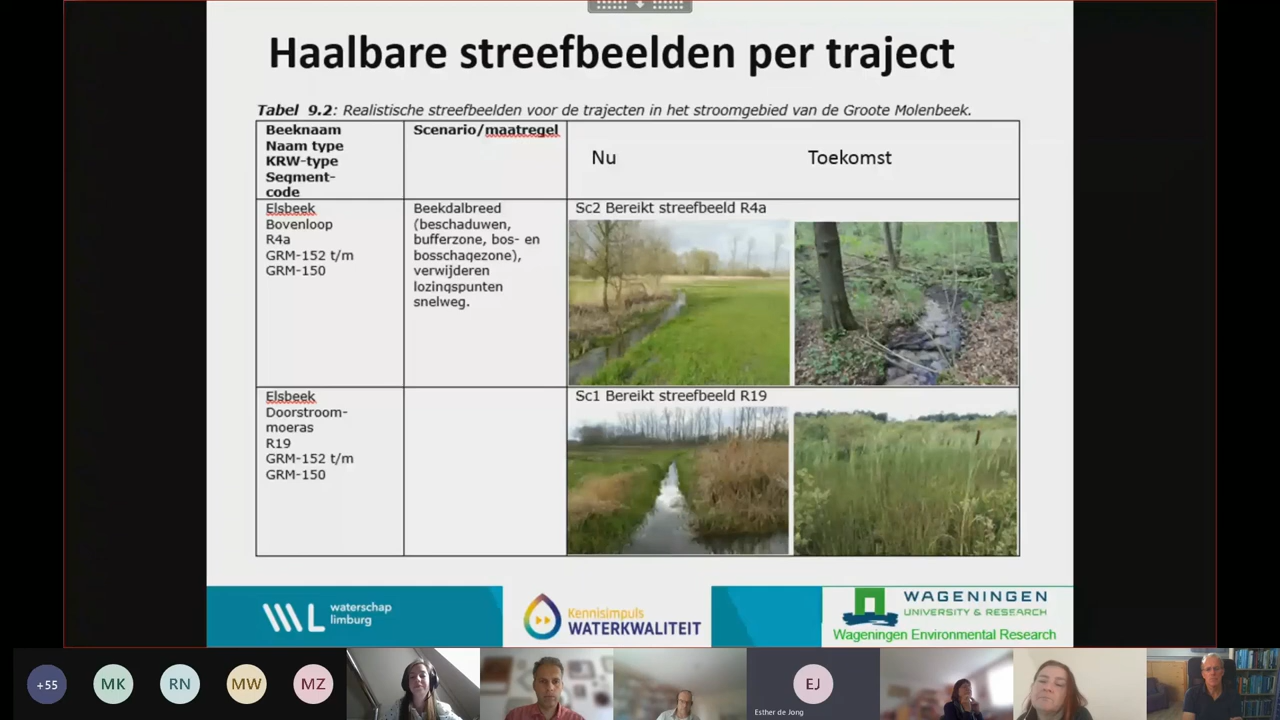 Haalbare streefbeelden per traject
Tabel 9.2: Realistische streefbeelden voor de trajecten in het stroomgebied van de Groote Molenbeek.
Beeknaam
Naam type
KRW-type
Segment-
code
Scenario/maatregel
Nu
Toekomst
Elsbeek
Bovenloop
R4a
GRM-152 t/m
GRM-150
Beekdalbreed
(beschaduwen,
bufferzone, bos- en
bosschagezone),
verwijderen
lozingspunten
snelweg.
Sc2 Bereikt streefbeeld R4a
Elsbeek
Doorstroom-
moeras
R19
GRM-152 t/m
GRM-150
Sc1 Bereikt streefbeeld R19
WL waterschap
limburg
Kennisimpuls
WATERKWALITEIT
WAGENINGEN
UNIVERSITY & RESEARCH
Wageningen Environmental Research
+55
MK
RN
MW
MZ
EJ
Esther de Jong